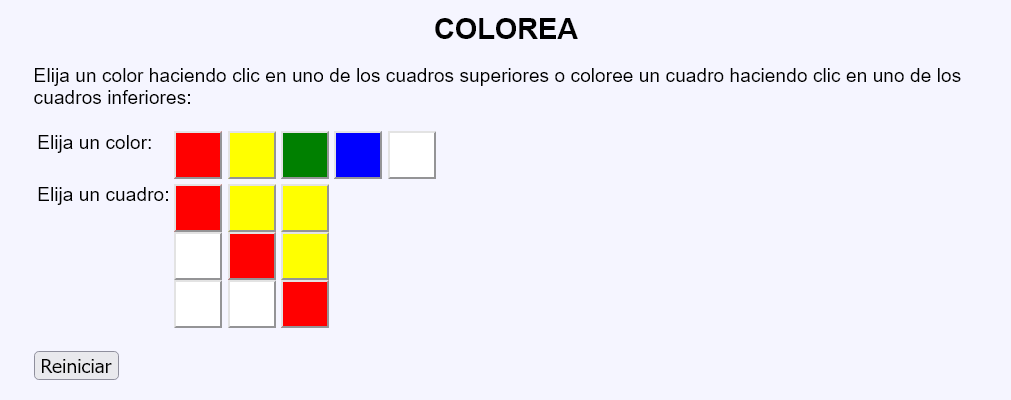 COLOREA
Elija un color haciendo clic en uno de los cuadros superiores o coloree un cuadro haciendo clic en uno de los
cuadros inferiores:
Elija un color:
Elija un cuadro:
Reiniciar